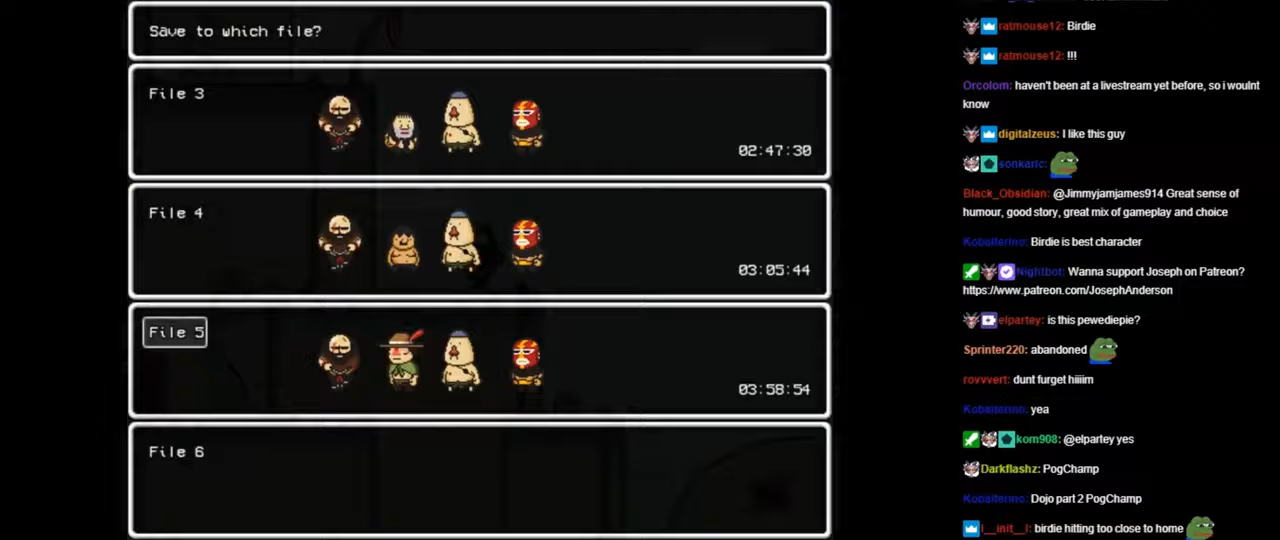 Save to which file?
File 3
02:47:30
File 4
03:05:44
File 5
03:58:54
File 6
ratmouse12: Birdie
ratmouse12: !!!
Orcolom: haven't been at a livestream yet before, so i woulnt
know
digitalzeus: I like this guy
sonkaric:
Black_Obsidian: @Jimmyjamjames914 Great sense of
humour, good story, great mix of gameplay and choice
Kobalterino: Birdie is best character
Nightbot: Wanna support Joseph on Patreon?
https://www.patreon.com/JosephAnderson
elpartey: is this pewediepie?
Sprinter220: abandoned
rovvvert: dunt furget hiiiim
Kobalterino: yea
korn908: @elpartey yes
Darkflashz: PogChamp
Kobalterino: Dojo part 2 PogChamp
l__init__l: birdie hitting too close to home